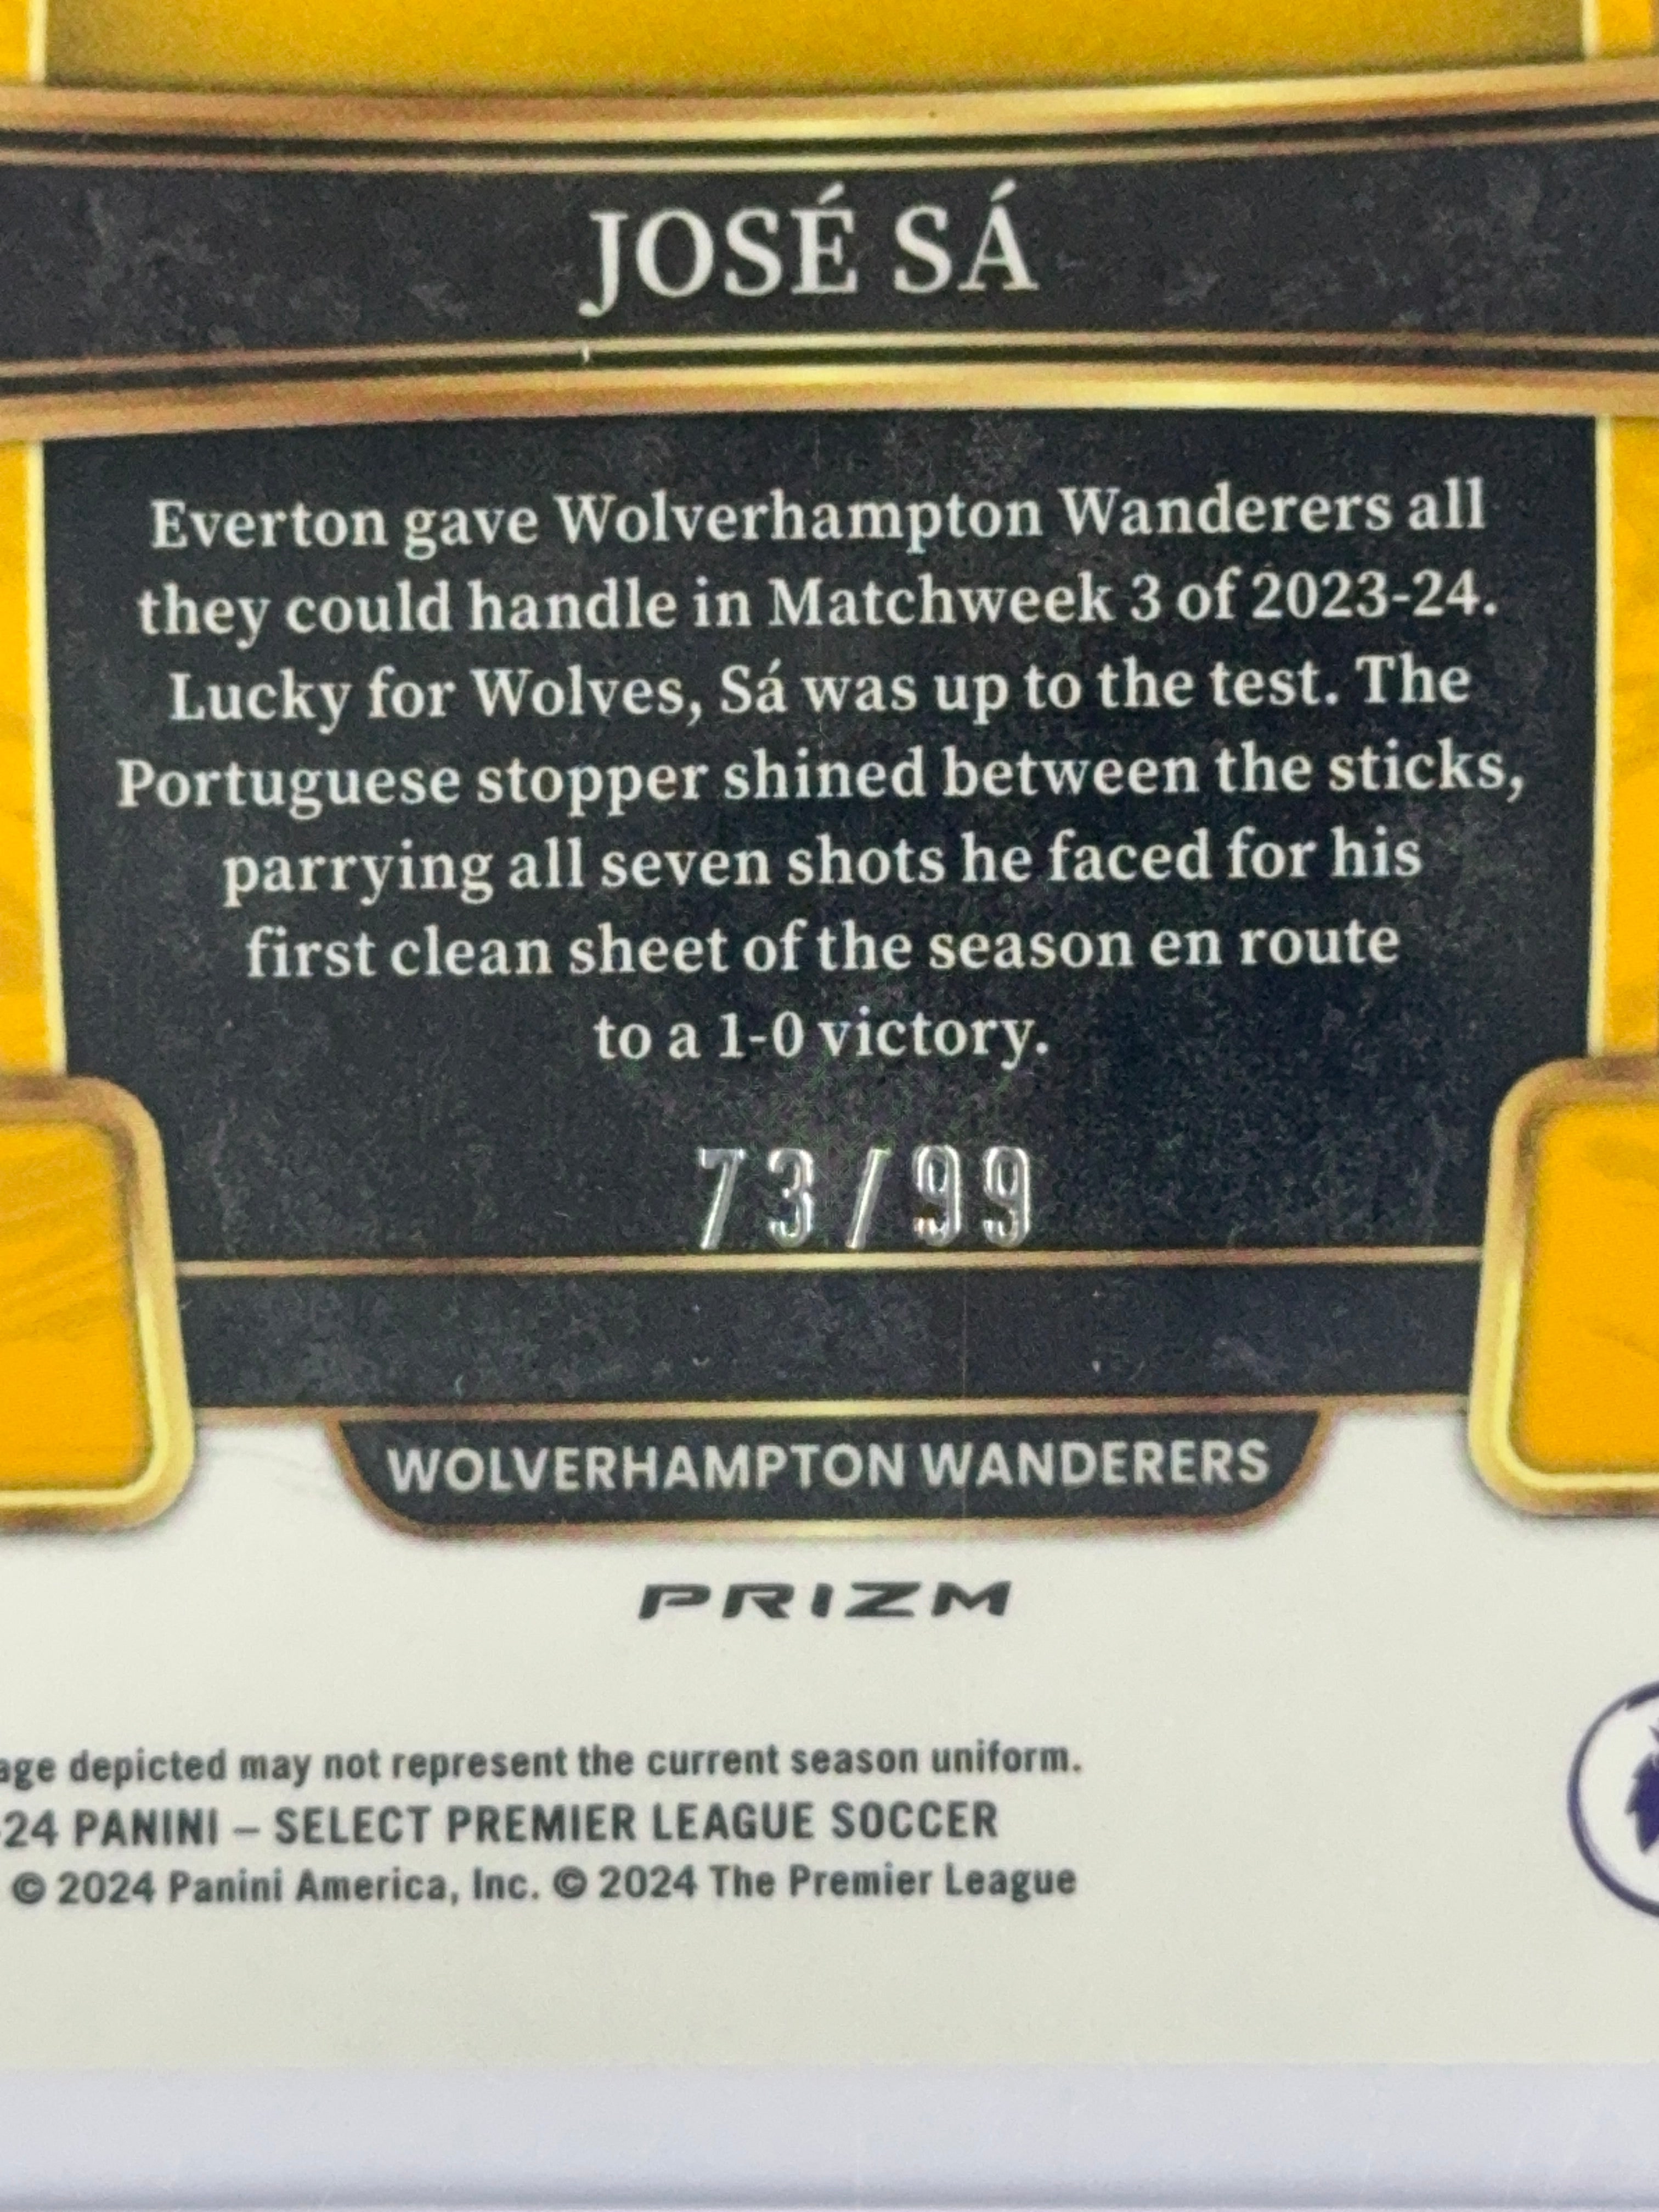 JOSÉ SÁ
Everton gave Wolverhampton Wanderers all
they could handle in Matchweek 3 of 2023-24.
Lucky for Wolves, Sá was up to the test. The
Portuguese stopper shined between the sticks,
parrying all seven shots he faced for his
first clean sheet of the season en route
to a 1-0 victory.
73/99
WOLVERHAMPTON WANDERERS
PRIZM
age depicted may not represent the current season uniform.
-24 PANINI – SELECT PREMIER LEAGUE SOCCER
© 2024 Panini America, Inc. © 2024 The Premier League